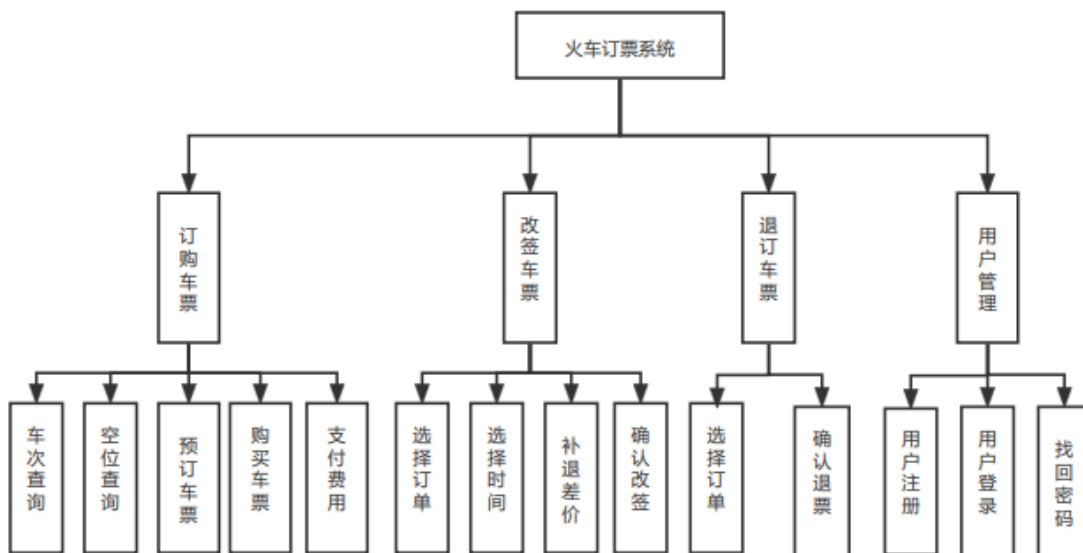 火车订票系统
订购车票
改签车票
退订车票
用户管理
车次查询
空位查询
预订车票
购买车票
支付费用
选择订单
选择时间
补退差价
确认改签
选择订单
确认退票
用户注册
用户登录
找回密码